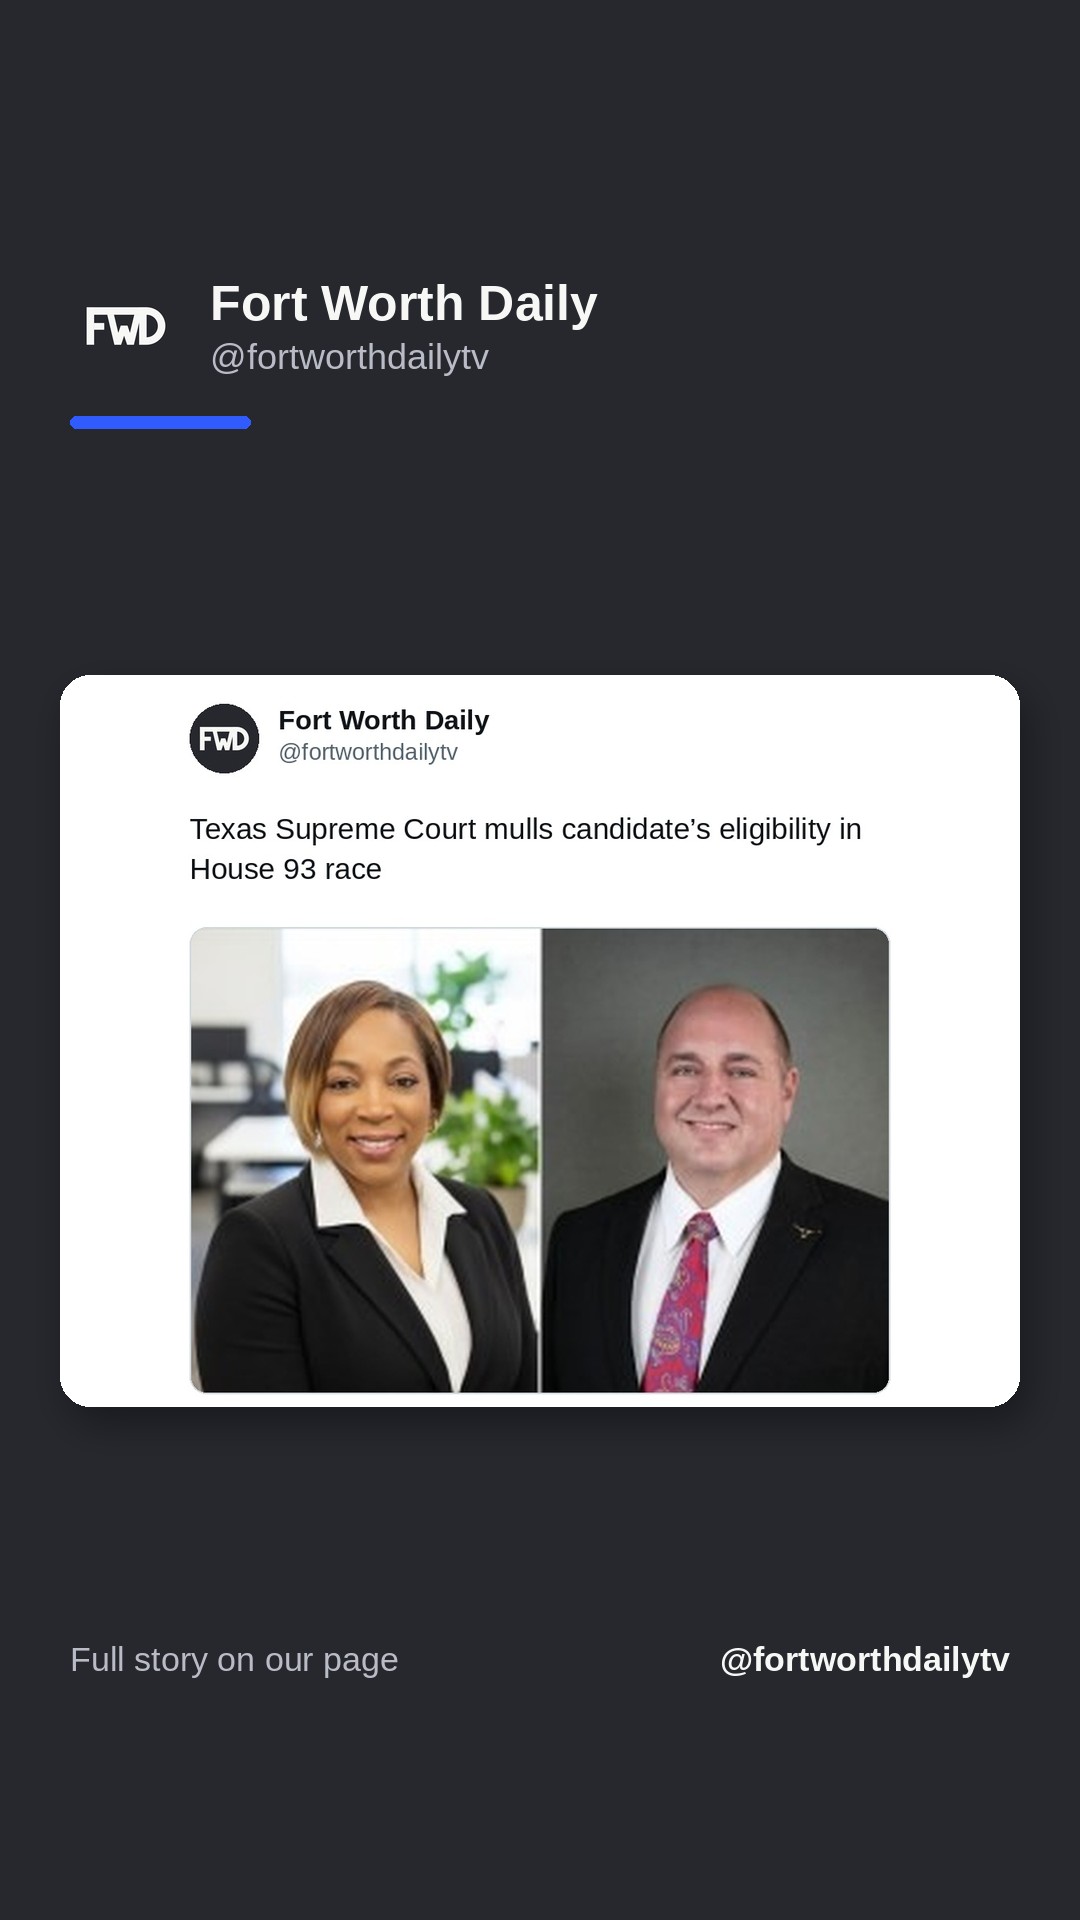 FWD
Fort Worth Daily
@fortworthdailytv
FWD
Fort Worth Daily
@fortworthdailytv
Texas Supreme Court mulls candidate’s eligibility in
House 93 race
Full story on our page
@fortworthdailytv